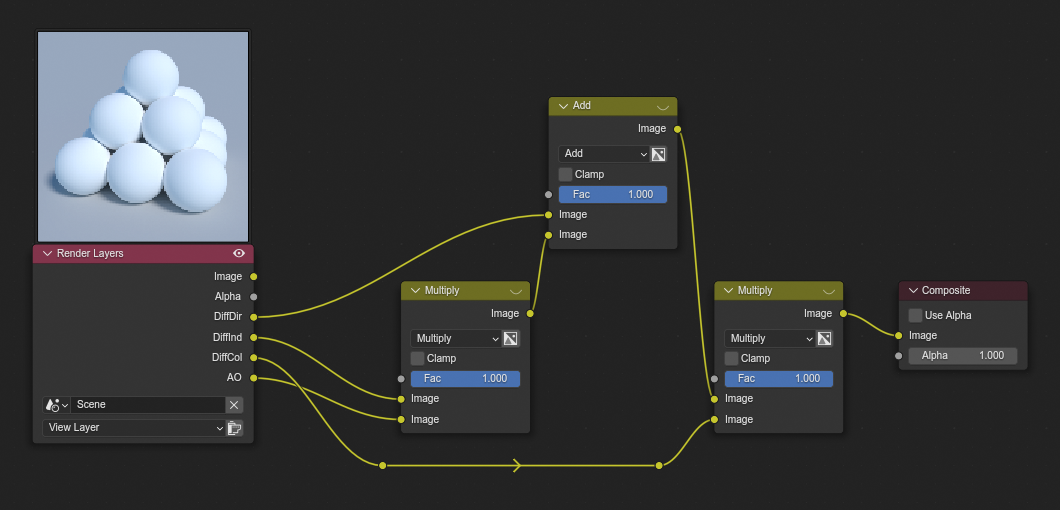 Render Layers
Image
Alpha
DiffDir
DiffInd
DiffCol
AO
Scene
View Layer
Multiply
Image
Multiply
Clamp
Fac 1.000
Image
Image
Add
Image
Add
Clamp
Fac 1.000
Image
Image
Multiply
Image
Multiply
Clamp
Fac 1.000
Image
Image
Composite
Use Alpha
Image
Alpha 1.000